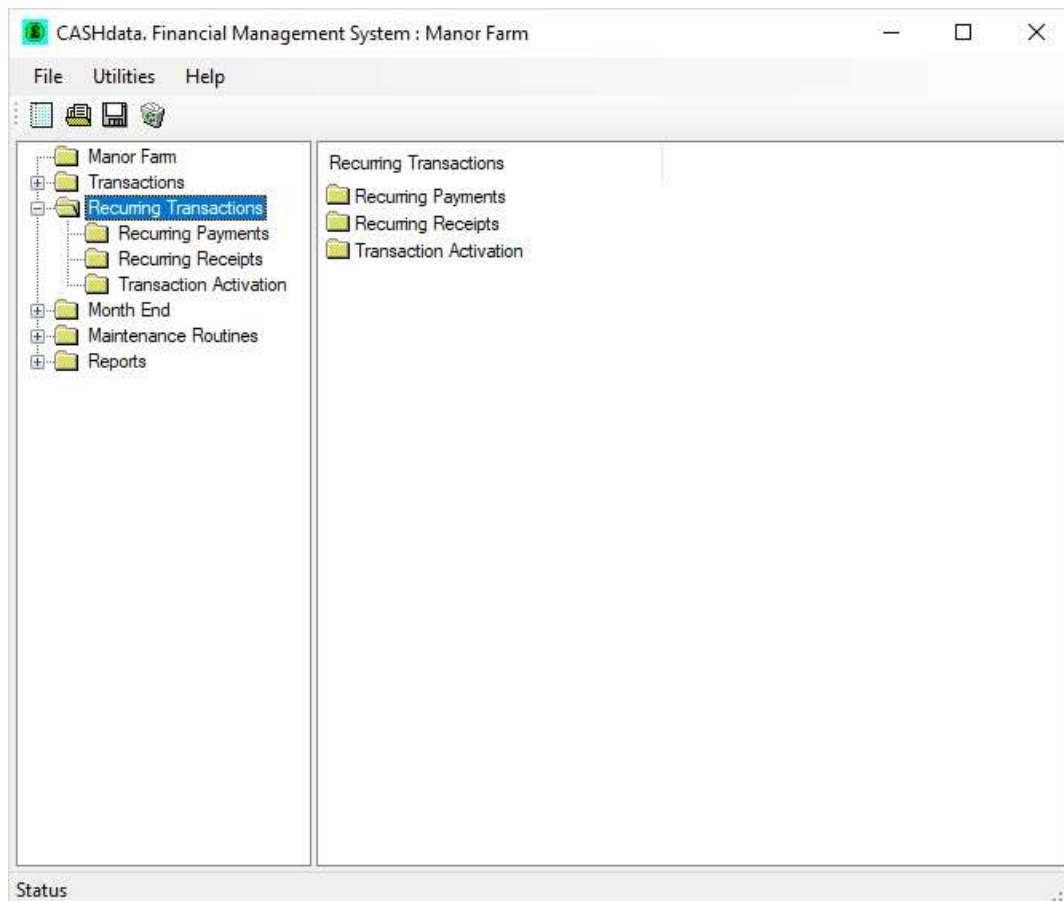 CASHdata. Financial Management System : Manor Farm
File Utilities Help
Manor Farm
Transactions
Recurring Transactions
Recurring Payments
Recurring Receipts
Transaction Activation
Month End
Maintenance Routines
Reports
Recurring Transactions
Recurring Payments
Recurring Receipts
Transaction Activation
Status